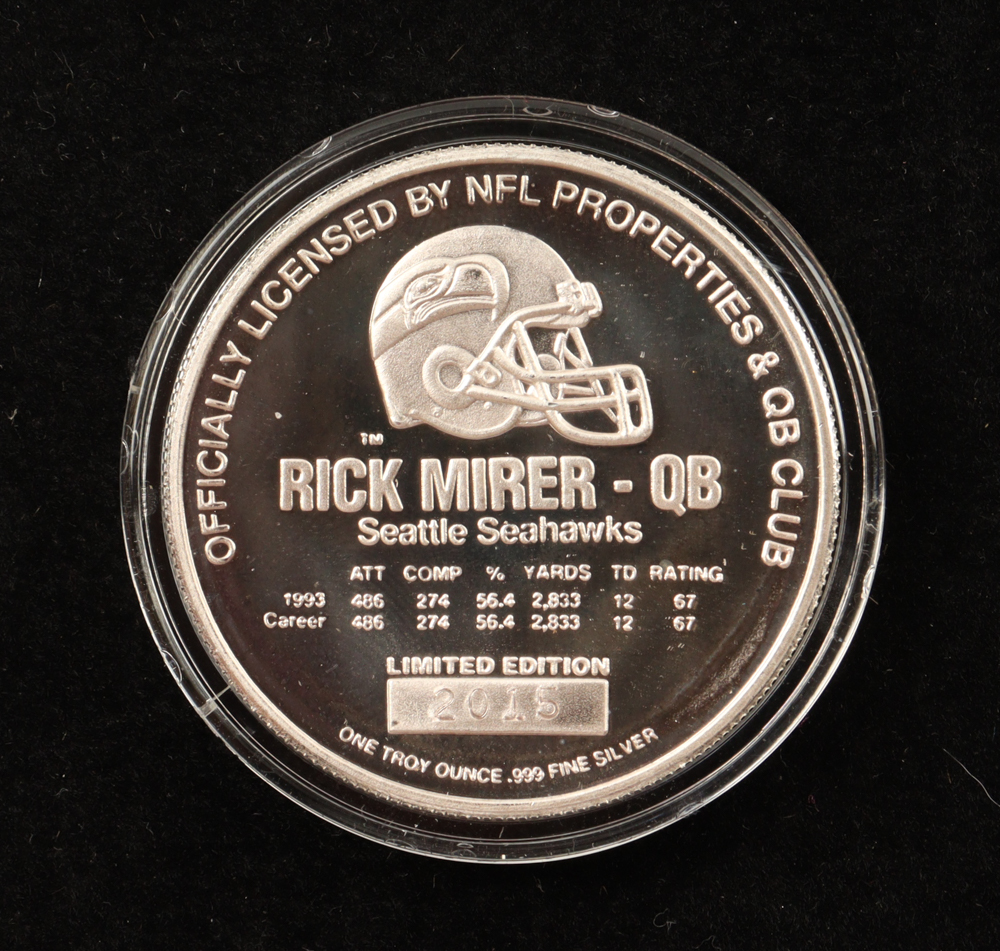 OFFICIALLY LICENSED BY NFL PROPERTIES & QB CLUB
TM
RICK MIRER - QB
Seattle Seahawks
ATT COMP % YARDS TD RATING
1993 486 274 56.4 2,833 12 67
Career 486 274 56.4 2,833 12 67
LIMITED EDITION
2015
ONE TROY OUNCE .999 FINE SILVER